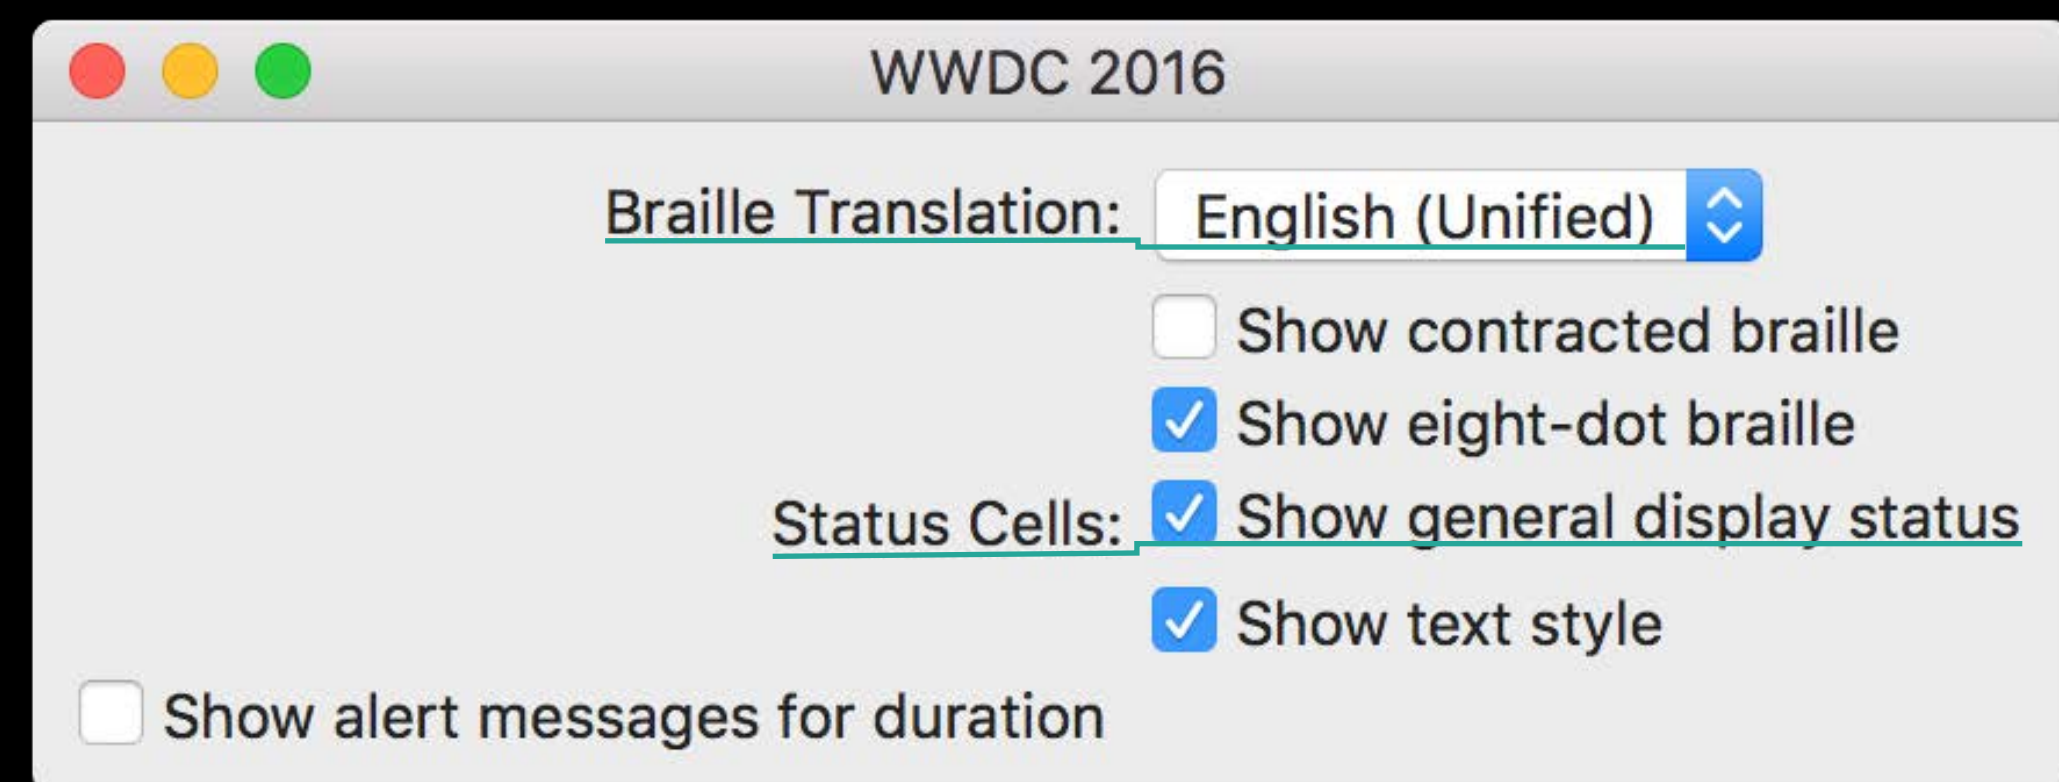 WWDC 2016
Braille Translation: English (Unified)
Show contracted braille
Show eight-dot braille
Status Cells: Show general display status
Show text style
Show alert messages for duration